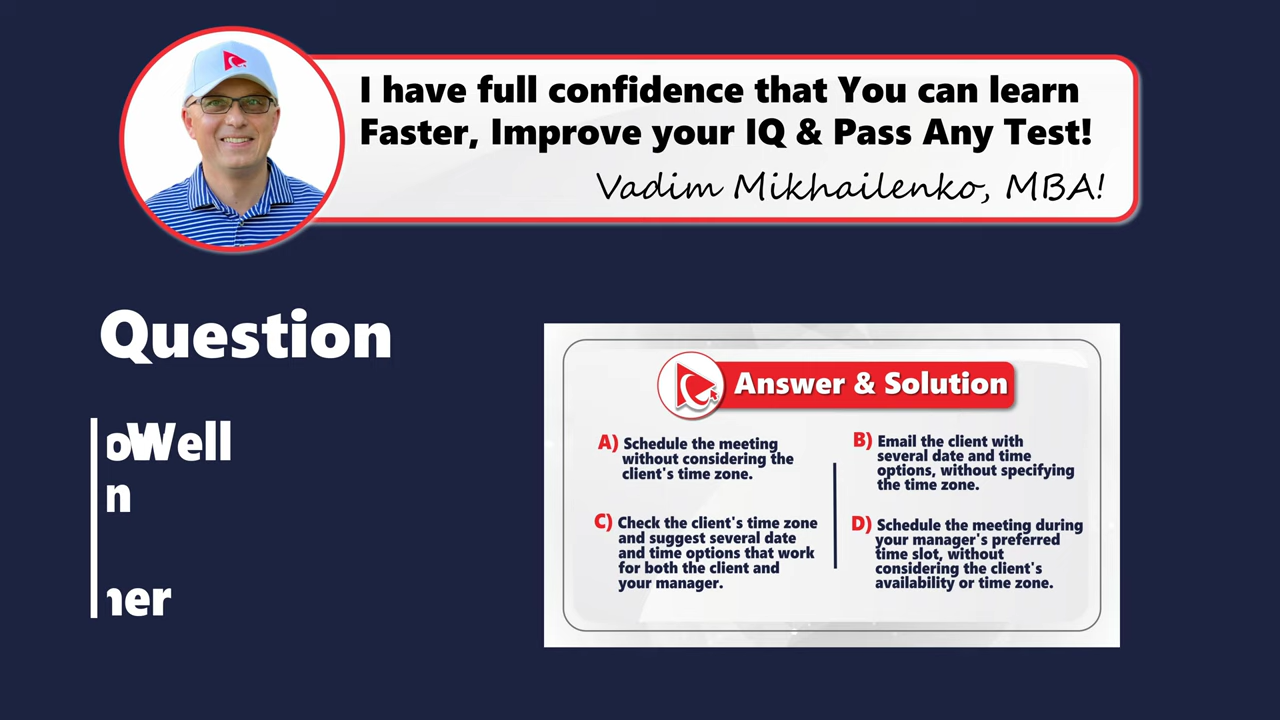 I have full confidence that You can learn
Faster, Improve your IQ & Pass Any Test!
Vadim Mikhailenko, MBA!
Question
Well
n
ner
Answer & Solution
A) Schedule the meeting
without considering the
client's time zone.
B) Email the client with
several date and time
options, without specifying
the time zone.
C) Check the client's time zone
and suggest several date
and time options that work
for both the client and
your manager.
D) Schedule the meeting during
your manager's preferred
time slot, without
considering the client's
availability or time zone.